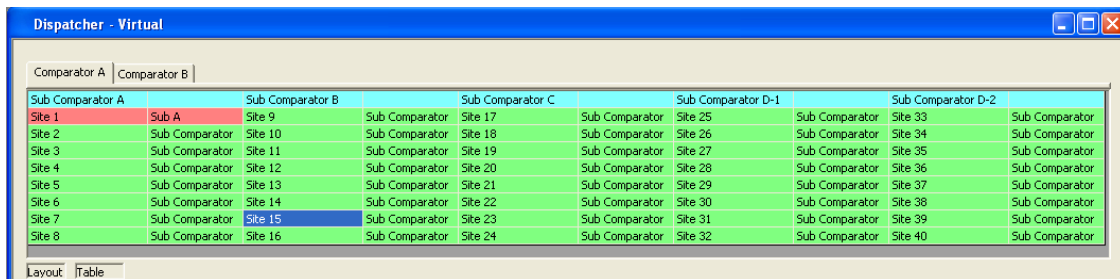 Dispatcher - Virtual
Comparator A Comparator B
Sub Comparator A Sub Comparator B Sub Comparator C Sub Comparator D-1 Sub Comparator D-2
Site 1 Sub A Site 9 Sub Comparator Site 17 Sub Comparator Site 25 Sub Comparator Site 33 Sub Comparator
Site 2 Sub Comparator Site 10 Sub Comparator Site 18 Sub Comparator Site 26 Sub Comparator Site 34 Sub Comparator
Site 3 Sub Comparator Site 11 Sub Comparator Site 19 Sub Comparator Site 27 Sub Comparator Site 35 Sub Comparator
Site 4 Sub Comparator Site 12 Sub Comparator Site 20 Sub Comparator Site 28 Sub Comparator Site 36 Sub Comparator
Site 5 Sub Comparator Site 13 Sub Comparator Site 21 Sub Comparator Site 29 Sub Comparator Site 37 Sub Comparator
Site 6 Sub Comparator Site 14 Sub Comparator Site 22 Sub Comparator Site 30 Sub Comparator Site 38 Sub Comparator
Site 7 Sub Comparator Site 15 Sub Comparator Site 23 Sub Comparator Site 31 Sub Comparator Site 39 Sub Comparator
Site 8 Sub Comparator Site 16 Sub Comparator Site 24 Sub Comparator Site 32 Sub Comparator Site 40 Sub Comparator
Layout Table